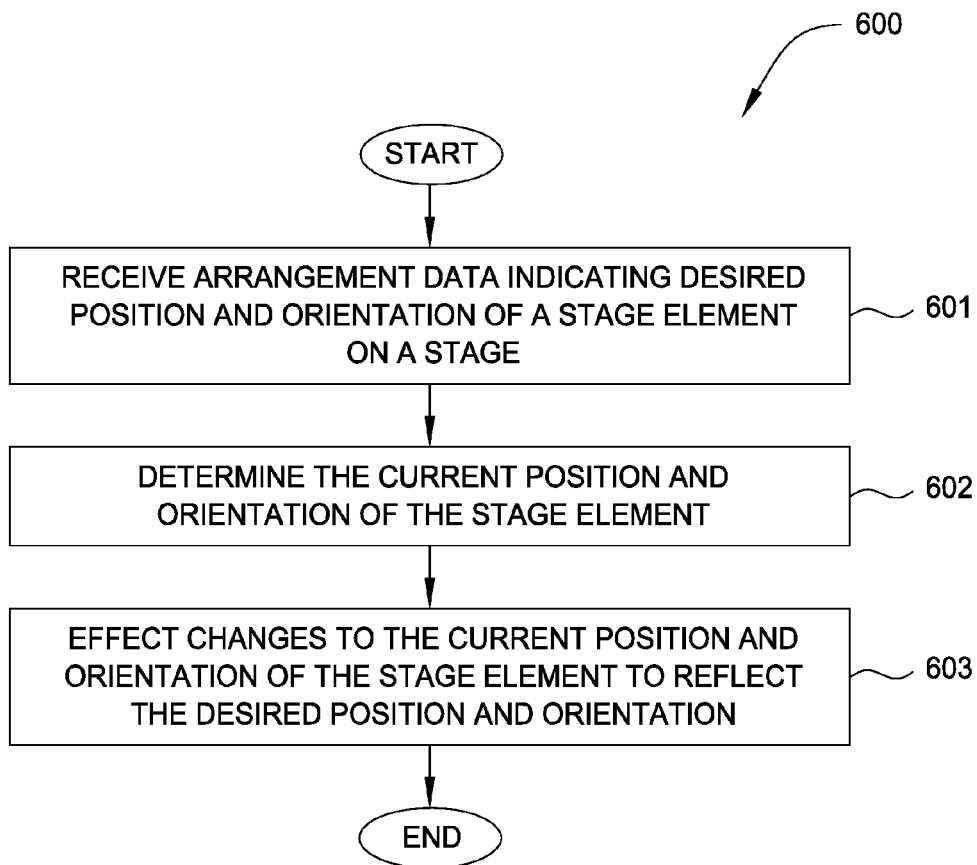 600
START
RECEIVE ARRANGEMENT DATA INDICATING DESIRED
POSITION AND ORIENTATION OF A STAGE ELEMENT
ON A STAGE
601
DETERMINE THE CURRENT POSITION AND
ORIENTATION OF THE STAGE ELEMENT
602
EFFECT CHANGES TO THE CURRENT POSITION AND
ORIENTATION OF THE STAGE ELEMENT TO REFLECT
THE DESIRED POSITION AND ORIENTATION
603
END